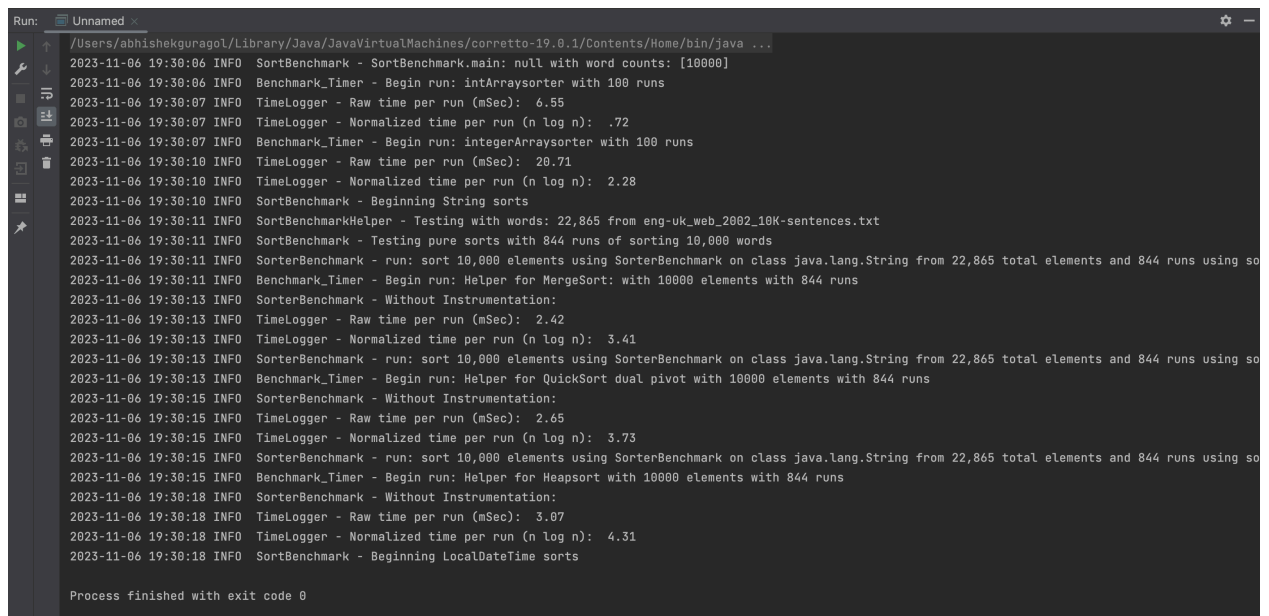 Run: Unnamed
/Users/abhishekguragol/Library/Java/JavaVirtualMachines/corretto-19.0.1/Contents/Home/bin/java ...
2023-11-06 19:30:06 INFO  SortBenchmark - SortBenchmark.main: null with word counts: [10000]
2023-11-06 19:30:06 INFO  Benchmark_Timer - Begin run: intArraysorter with 100 runs
2023-11-06 19:30:07 INFO  TimeLogger - Raw time per run (mSec):  6.55
2023-11-06 19:30:07 INFO  TimeLogger - Normalized time per run (n log n):  .72
2023-11-06 19:30:07 INFO  Benchmark_Timer - Begin run: integerArraysorter with 100 runs
2023-11-06 19:30:10 INFO  TimeLogger - Raw time per run (mSec):  20.71
2023-11-06 19:30:10 INFO  TimeLogger - Normalized time per run (n log n):  2.28
2023-11-06 19:30:10 INFO  SortBenchmark - Beginning String sorts
2023-11-06 19:30:11 INFO  SortBenchmarkHelper - Testing with words: 22,865 from eng-uk_web_2002_10K-sentences.txt
2023-11-06 19:30:11 INFO  SortBenchmark - Testing pure sorts with 844 runs of sorting 10,000 words
2023-11-06 19:30:11 INFO  SorterBenchmark - run: sort 10,000 elements using SorterBenchmark on class java.lang.String from 22,865 total elements and 844 runs using so
2023-11-06 19:30:11 INFO  Benchmark_Timer - Begin run: Helper for MergeSort: with 10000 elements with 844 runs
2023-11-06 19:30:13 INFO  SorterBenchmark - Without Instrumentation:
2023-11-06 19:30:13 INFO  TimeLogger - Raw time per run (mSec):  2.42
2023-11-06 19:30:13 INFO  TimeLogger - Normalized time per run (n log n):  3.41
2023-11-06 19:30:13 INFO  SorterBenchmark - run: sort 10,000 elements using SorterBenchmark on class java.lang.String from 22,865 total elements and 844 runs using so
2023-11-06 19:30:13 INFO  Benchmark_Timer - Begin run: Helper for QuickSort dual pivot with 10000 elements with 844 runs
2023-11-06 19:30:15 INFO  SorterBenchmark - Without Instrumentation:
2023-11-06 19:30:15 INFO  TimeLogger - Raw time per run (mSec):  2.65
2023-11-06 19:30:15 INFO  TimeLogger - Normalized time per run (n log n):  3.73
2023-11-06 19:30:15 INFO  SorterBenchmark - run: sort 10,000 elements using SorterBenchmark on class java.lang.String from 22,865 total elements and 844 runs using so
2023-11-06 19:30:15 INFO  Benchmark_Timer - Begin run: Helper for Heapsort with 10000 elements with 844 runs
2023-11-06 19:30:18 INFO  SorterBenchmark - Without Instrumentation:
2023-11-06 19:30:18 INFO  TimeLogger - Raw time per run (mSec):  3.07
2023-11-06 19:30:18 INFO  TimeLogger - Normalized time per run (n log n):  4.31
2023-11-06 19:30:18 INFO  SortBenchmark - Beginning LocalDateTime sorts
Process finished with exit code 0